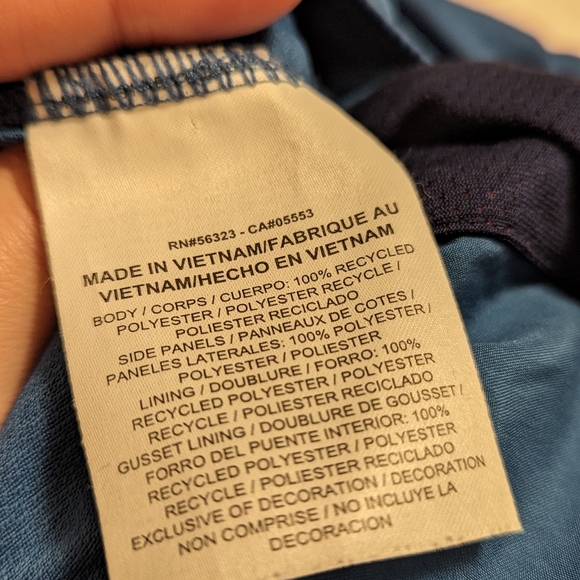 RN#56323 - CA#05553
MADE IN VIETNAM/FABRIQUE AU
VIETNAM/HECHO EN VIETNAM
BODY / CORPS / CUERPO: 100% RECYCLED
POLYESTER / POLYESTER RECYCLE /
POLIESTER RECICLADO
SIDE PANELS / PANNEAUX DE COTES /
PANELES LATERALES: 100% POLYESTER /
POLYESTER / POLIESTER
LINING / DOUBLURE / FORRO: 100%
RECYCLED POLYESTER / POLYESTER
RECYCLE / POLIESTER RECICLADO
GUSSET LINING / DOUBLURE DE GOUSSET /
FORRO DEL PUENTE INTERIOR: 100%
RECYCLED POLYESTER / POLYESTER
RECYCLE / POLIESTER RECICLADO
EXCLUSIVE OF DECORATION / DECORATION
NON COMPRISE / NO INCLUYE LA
DECORACION